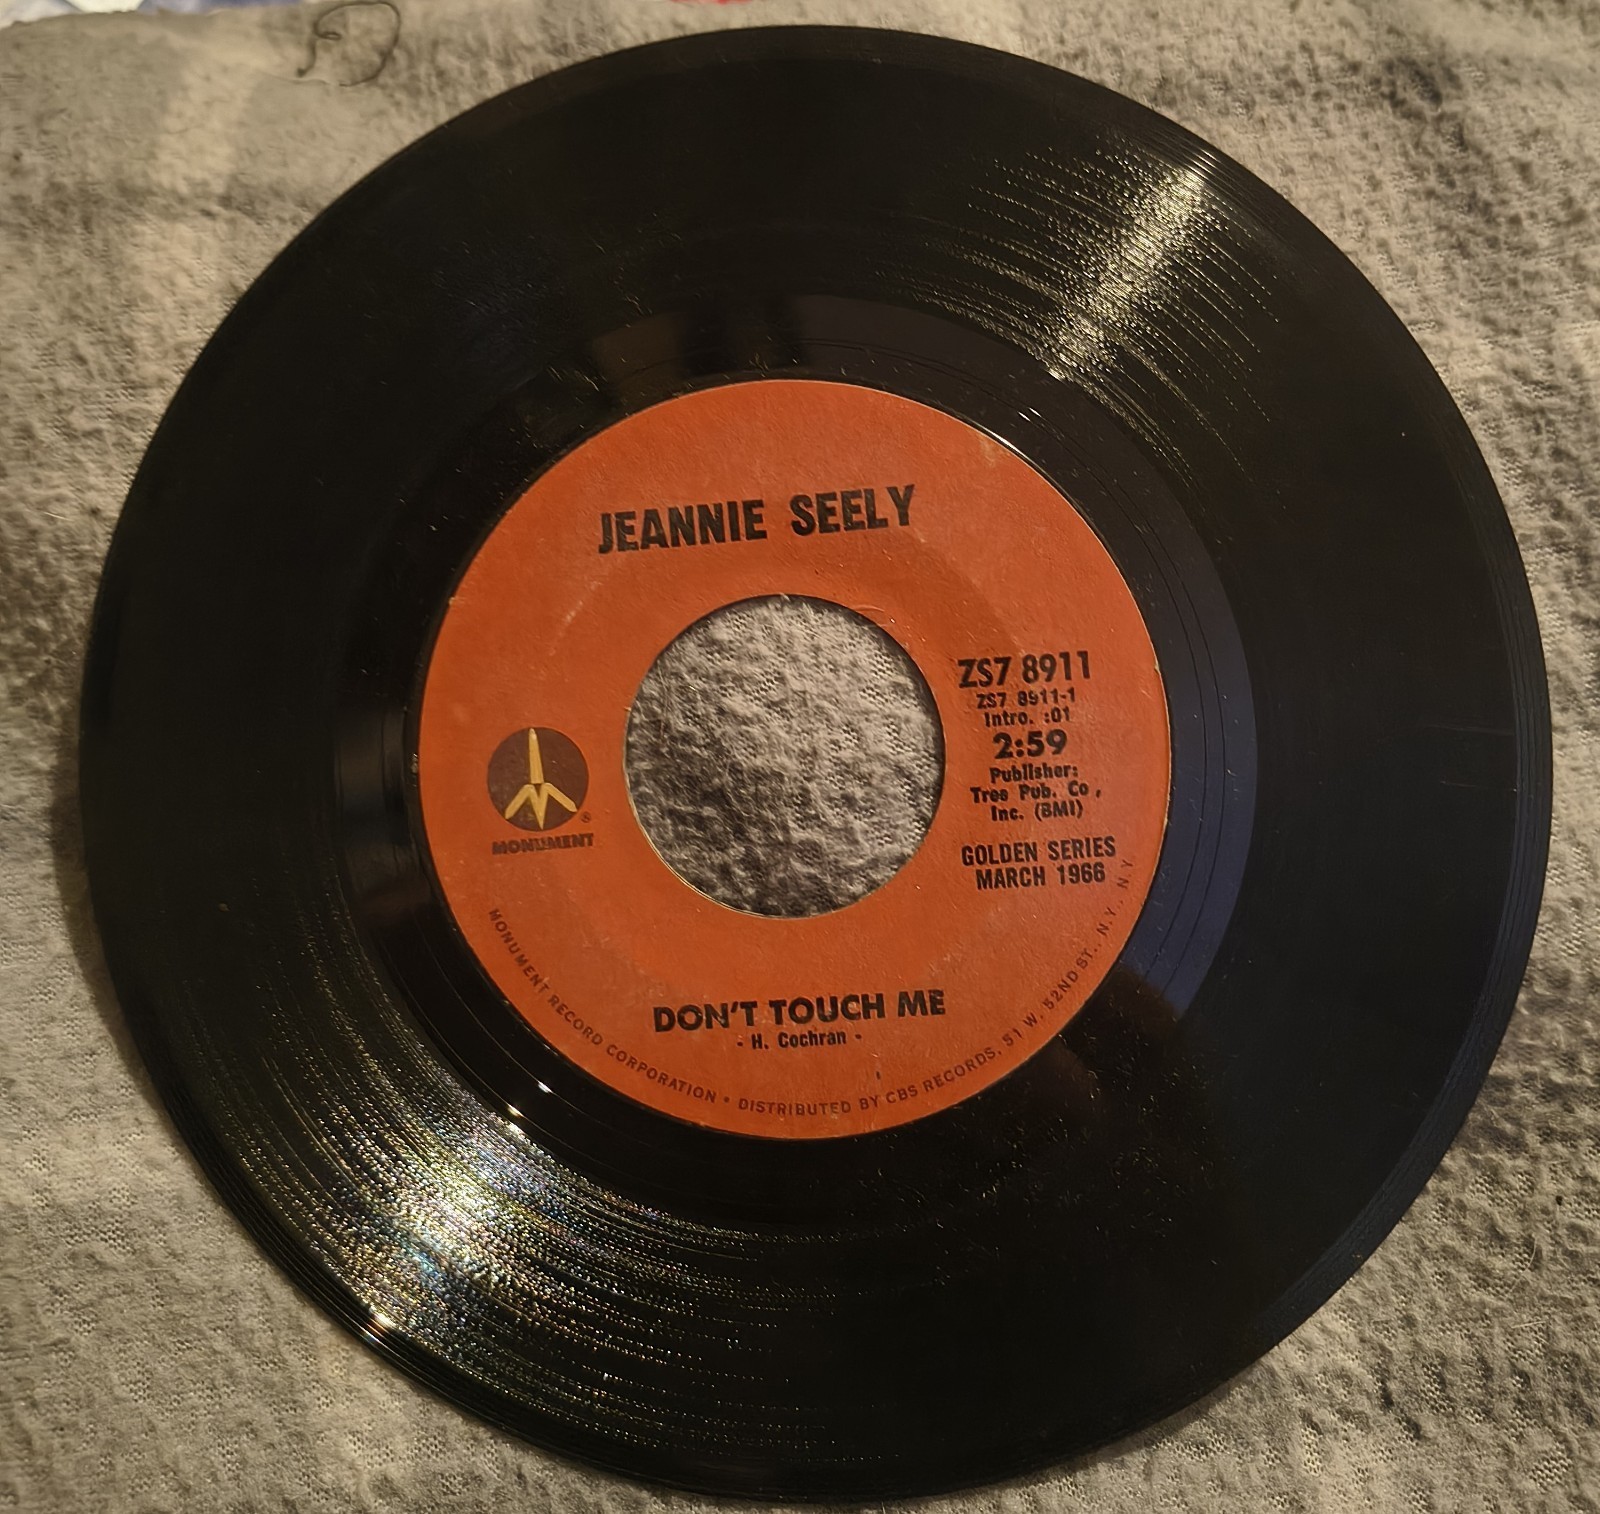 JEANNIE SEELY
ZS7 8911
ZS7 8911-1
Intro. :01
2:59
Publisher:
Tree Pub. Co.,
Inc. (BMI)
GOLDEN SERIES
MARCH 1966
®
MONUMENT
DON'T TOUCH ME
- H. Cochran -
MONUMENT RECORD CORPORATION • DISTRIBUTED BY CBS RECORDS, 51 W. 52ND ST., N.Y., N.Y.